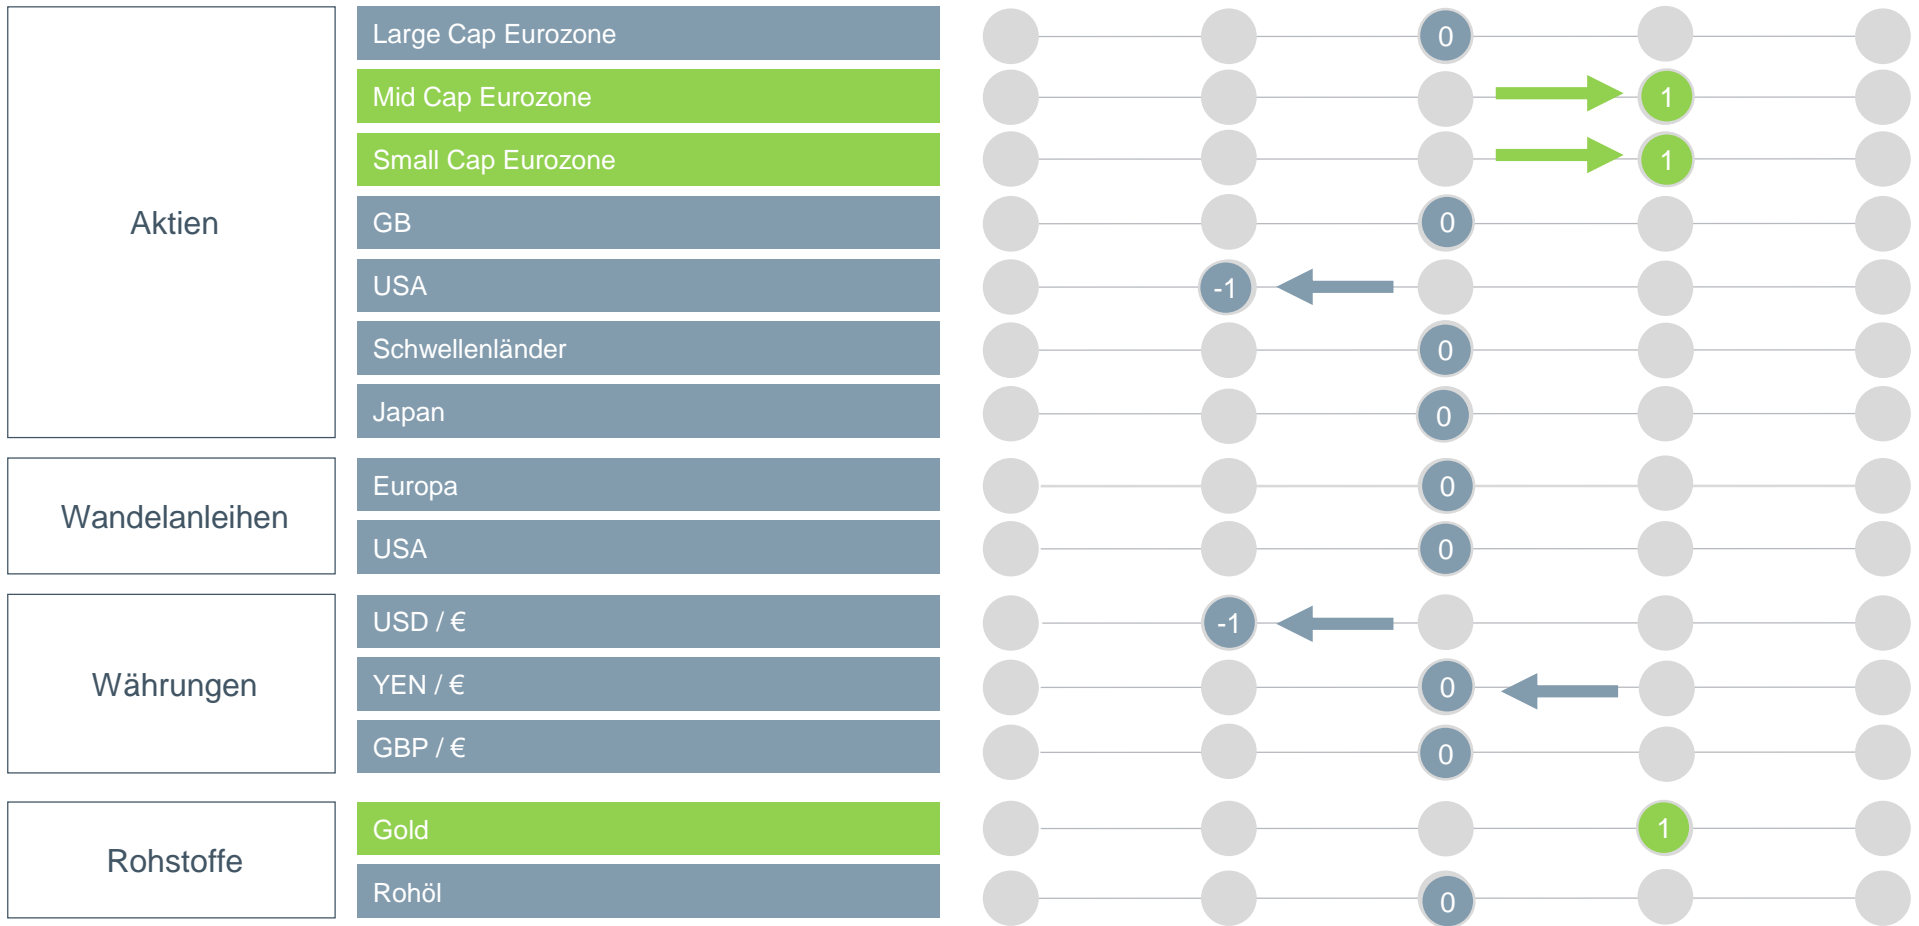 Aktien
Large Cap Eurozone 0
Mid Cap Eurozone 1
Small Cap Eurozone 1
GB 0
USA -1
Schwellenländer 0
Japan 0
Wandelanleihen
Europa 0
USA 0
Währungen
USD / € -1
YEN / € 0
GBP / € 0
Rohstoffe
Gold 1
Rohöl 0